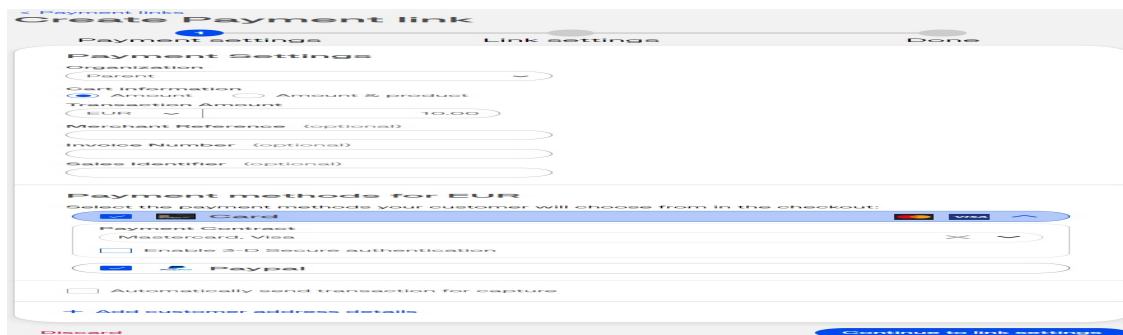 < Payment links
Create Payment link
1
Payment settings
Link settings
Done
Payment Settings
Organization
Parent
Cart information
Amount
Amount & product
Transaction Amount
EUR
10.00
Merchant Reference (optional)
Invoice Number (optional)
Sales Identifier (optional)
Payment methods for EUR
Select the payment methods your customer will choose from in the checkout:
Card
VISA
Payment Contract
Mastercard, Visa
Enable 3-D Secure authentication
Paypal
Automatically send transaction for capture
+ Add customer address details
Discard
Continue to link settings